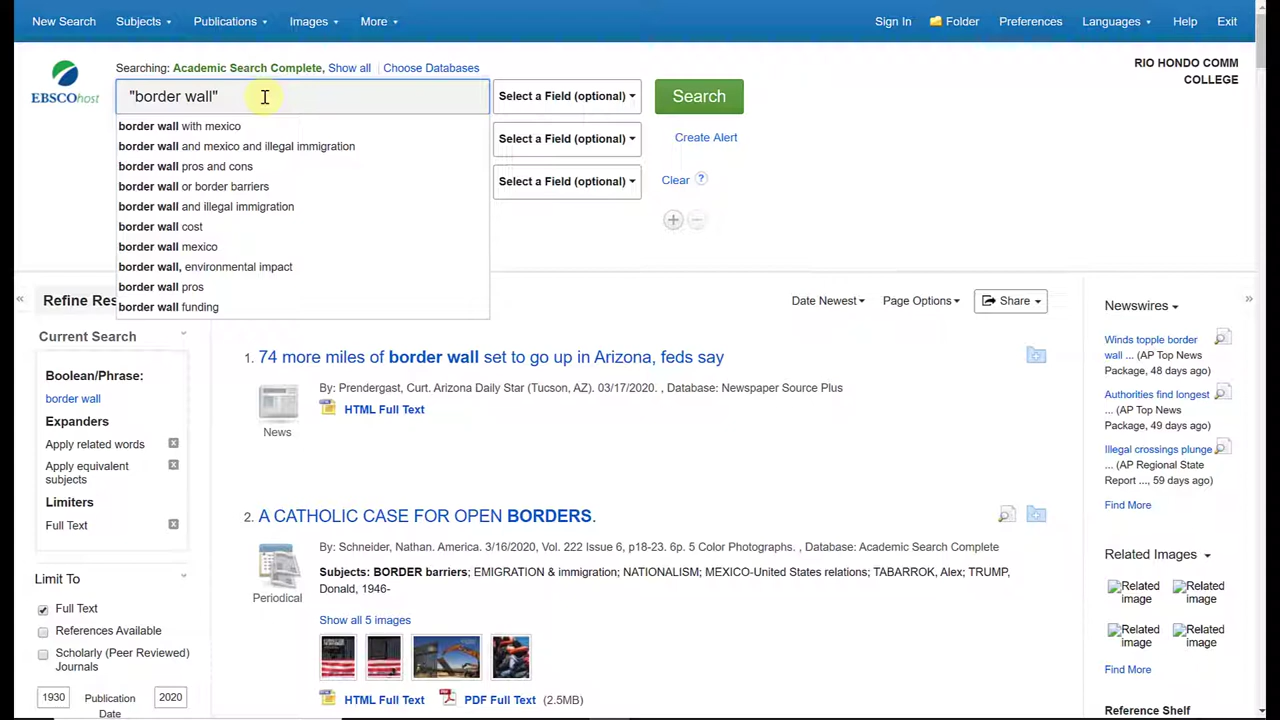 New Search Subjects Publications Images More Sign In Folder Preferences Languages Help Exit
Searching: Academic Search Complete, Show all Choose Databases
RIO HONDO COMM
COLLEGE
EBSCOhost
"border wall" Select a Field (optional) Search
border wall with mexico
border wall and mexico and illegal immigration
border wall pros and cons
border wall or border barriers
border wall and illegal immigration
border wall cost
border wall mexico
border wall, environmental impact
border wall pros
border wall funding
Select a Field (optional) Create Alert
Select a Field (optional) Clear ?
« Refine Res
Current Search
Boolean/Phrase:
border wall
Expanders
Apply related words
Apply equivalent
subjects
Limiters
Full Text
Limit To
Full Text
References Available
Scholarly (Peer Reviewed)
Journals
1930 Publication 2020
Date
Date Newest Page Options Share
1. 74 more miles of border wall set to go up in Arizona, feds say
By: Prendergast, Curt. Arizona Daily Star (Tucson, AZ). 03/17/2020. , Database: Newspaper Source Plus
HTML Full Text
News
2. A CATHOLIC CASE FOR OPEN BORDERS.
By: Schneider, Nathan. America. 3/16/2020, Vol. 222 Issue 6, p18-23. 6p. 5 Color Photographs. , Database: Academic Search Complete
Periodical
Subjects: BORDER barriers; EMIGRATION & immigration; NATIONALISM; MEXICO-United States relations; TABARROK, Alex; TRUMP,
Donald, 1946-
Show all 5 images
HTML Full Text PDF Full Text (2.5MB)
Newswires »
Winds topple border
wall ... (AP Top News
Package, 48 days ago)
Authorities find longest
... (AP Top News
Package, 49 days ago)
Illegal crossings plunge
... (AP Regional State
Report ..., 59 days ago)
Find More
Related Images
Related image Related image
Related image Related image
Find More
Reference Shelf